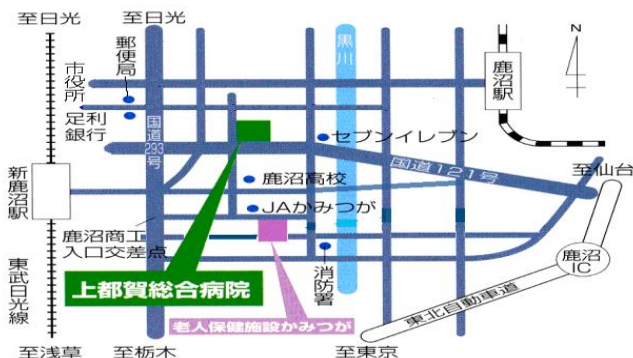 至日光
至日光
郵便局
市役所
足利
銀行
国道293号
黒川
鹿沼駅
N
セブンイレブン
国道121号
至仙台
新鹿沼駅
鹿沼高校
JAかみつが
鹿沼商工
入口交差点
消防署
鹿沼
IC
東武日光線
上都賀総合病院
老人保健施設かみつが
東北自動車道
至浅草
至栃木
至東京